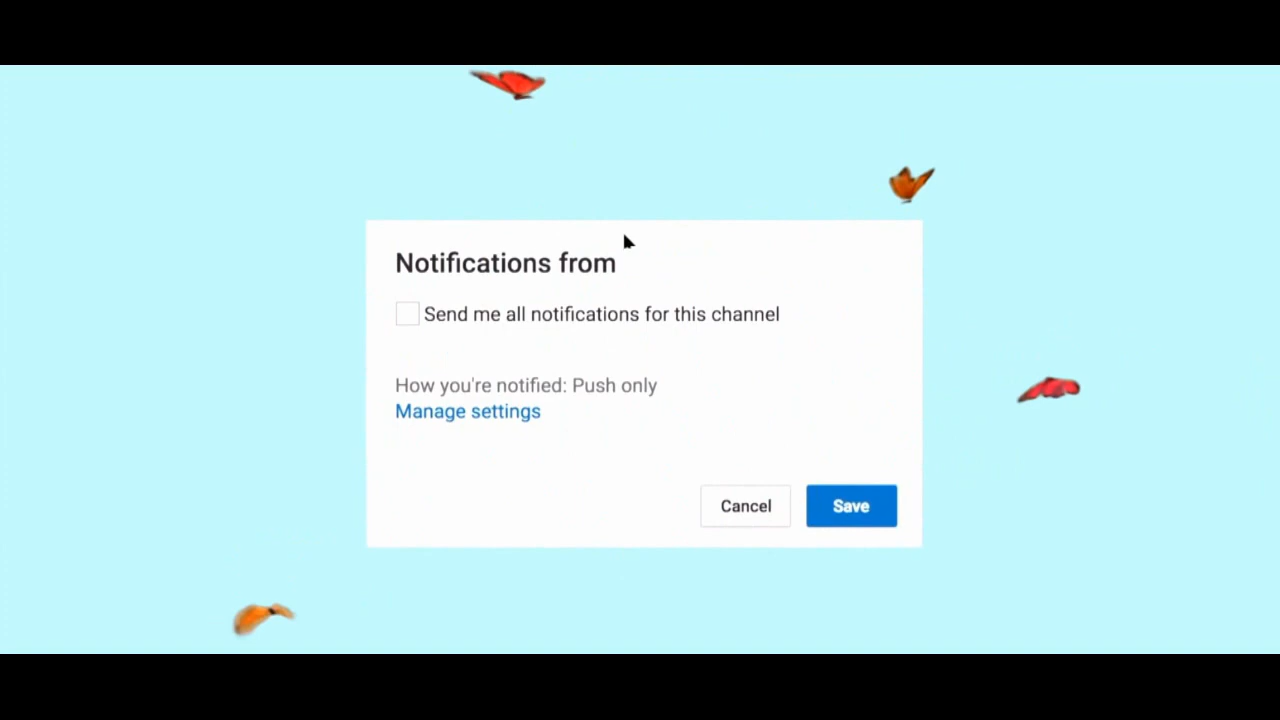 Notifications from
Send me all notifications for this channel
How you're notified: Push only
Manage settings
Cancel Save